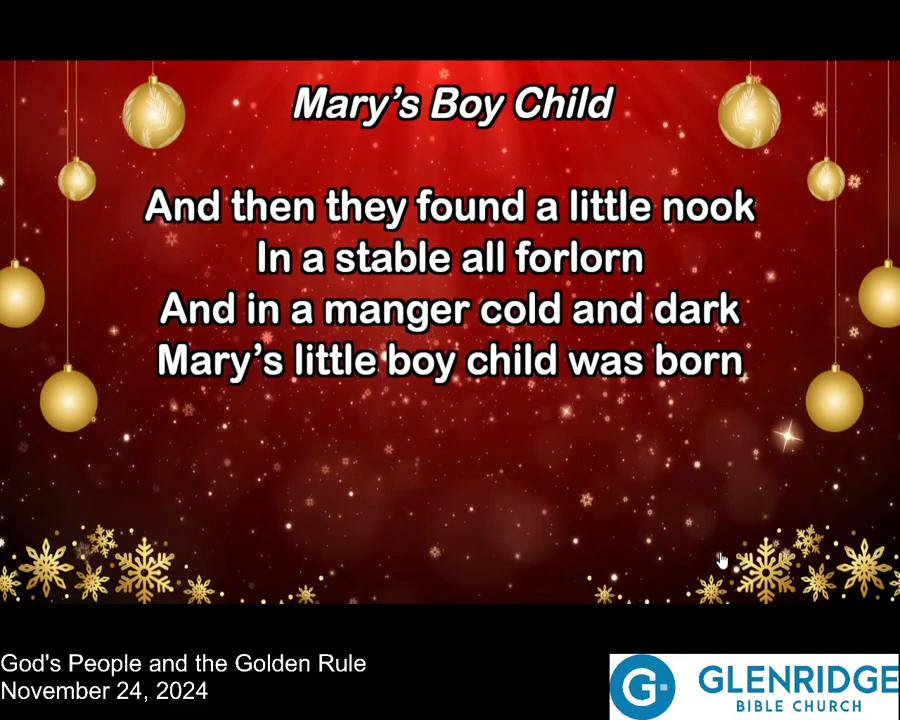 Mary’s Boy Child
And then they found a little nook
In a stable all forlorn
And in a manger cold and dark
Mary’s little boy child was born
God's People and the Golden Rule
November 24, 2024
G
GLENRIDGE
BIBLE CHURCH